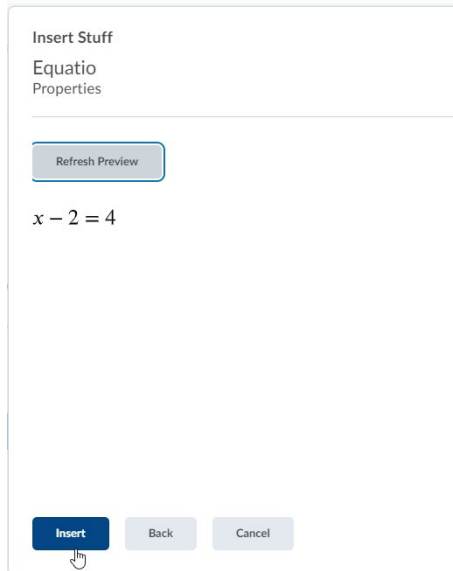 Insert Stuff
Equatio
Properties
Refresh Preview
x − 2 = 4
Insert Back Cancel